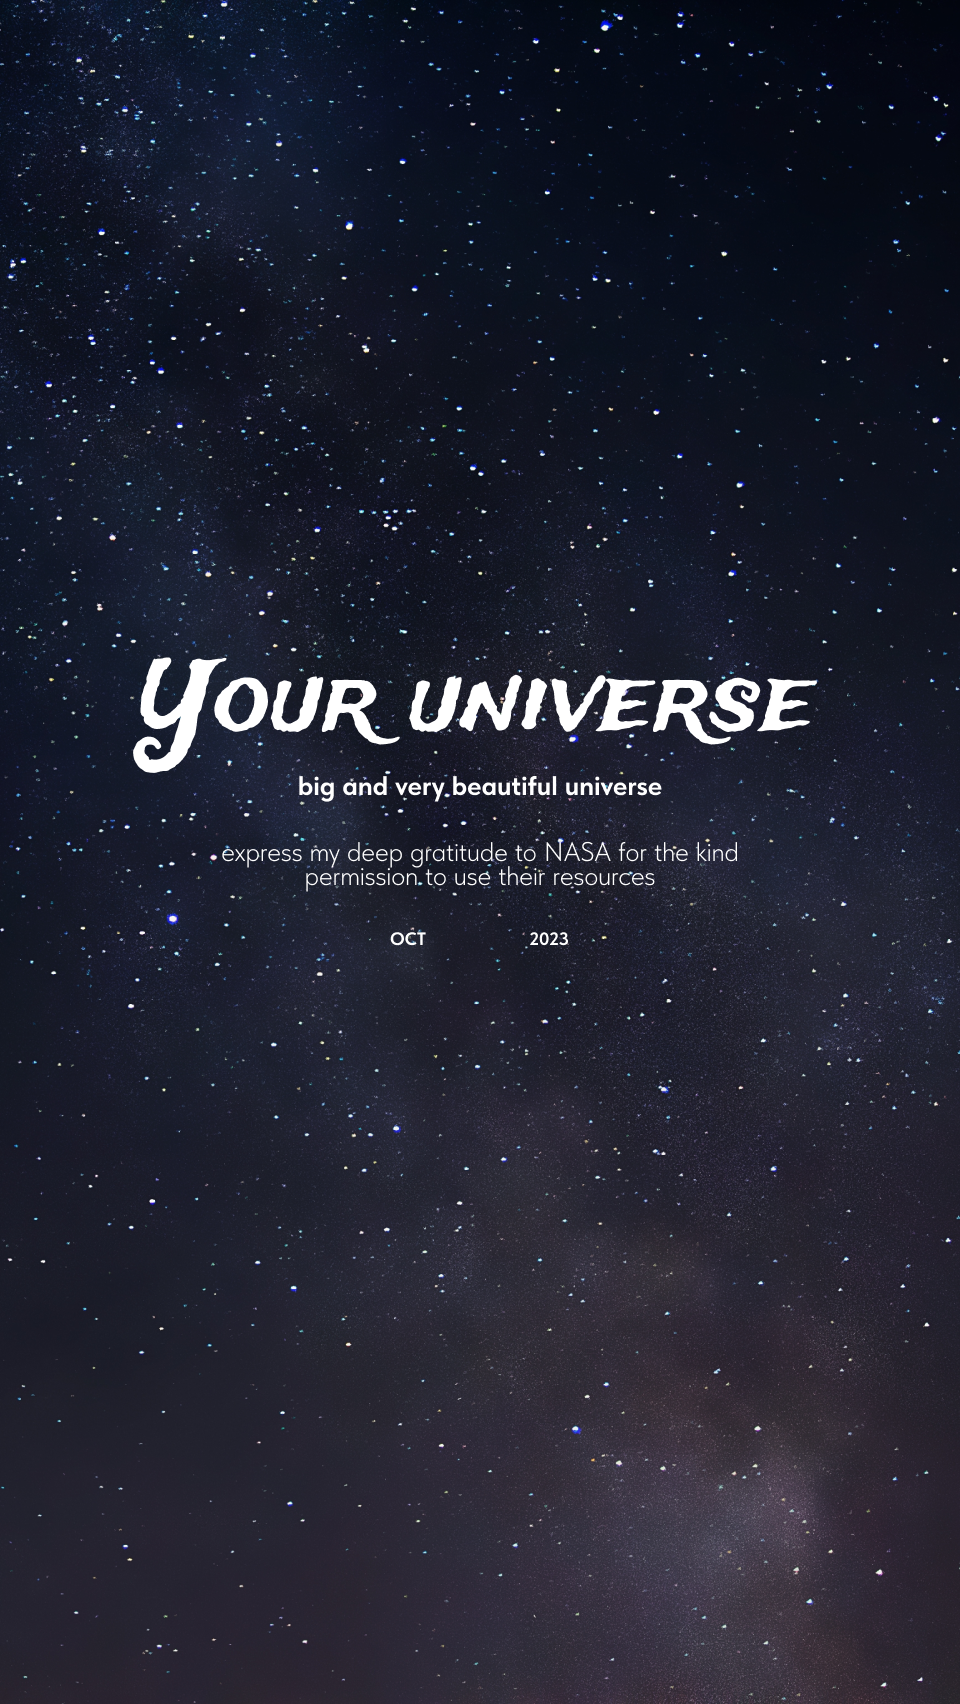 Your universe
big and very beautiful universe
express my deep gratitude to NASA for the kind
permission to use their resources
OCT 2023